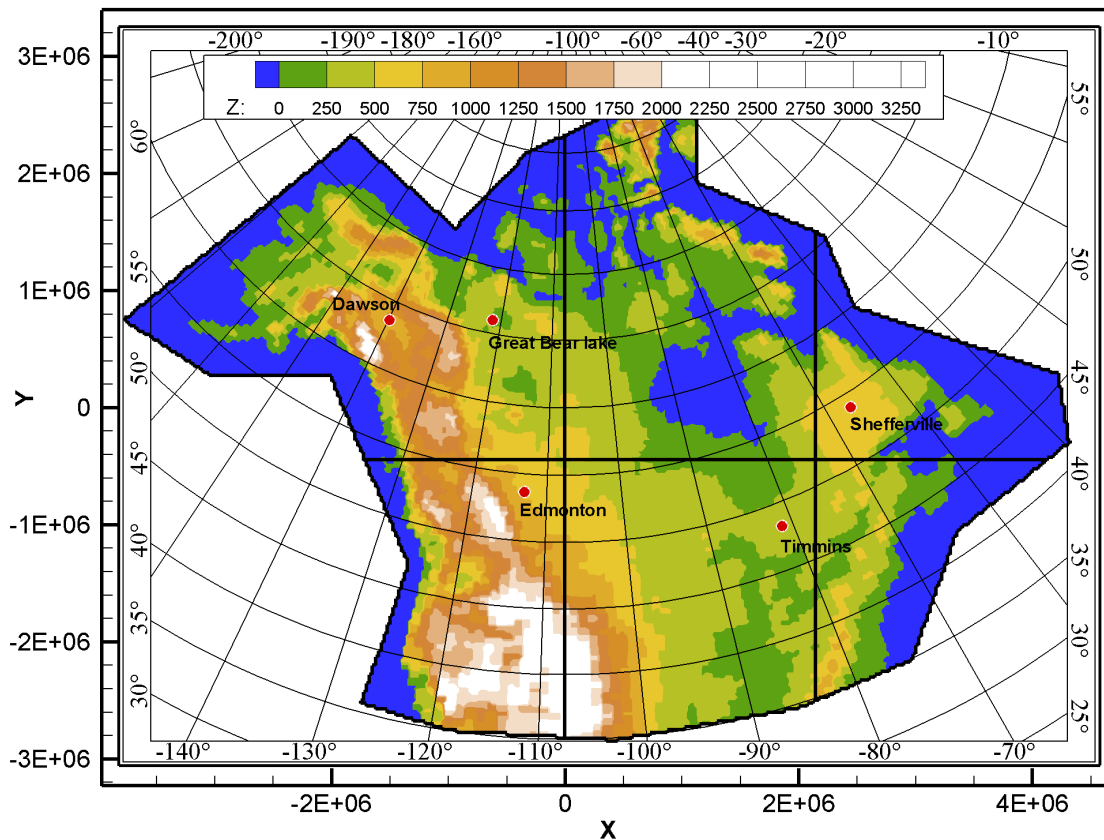 -200° -190° -180° -160° -100° -60° -40° -30° -20° -10°
Z: 0 250 500 750 1000 1250 1500 1750 2000 2250 2500 2750 3000 3250
3E+06
2E+06
1E+06
0
-1E+06
-2E+06
-3E+06
Y
60°
55°
50°
45°
40°
35°
30°
55°
50°
45°
40°
35°
30°
25°
Dawson
Great Bear lake
Shefferville
Edmonton
Timmins
-140° -130° -120° -110° -100° -90° -80° -70°
-2E+06 0 2E+06 4E+06
X